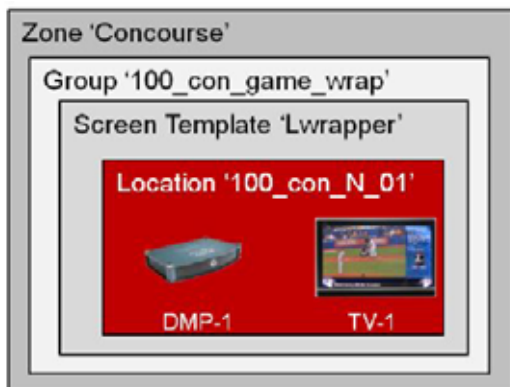 Zone ‘Concourse’
Group ‘100_con_game_wrap’
Screen Template ‘Lwrapper’
Location ‘100_con_N_01’
DMP-1
TV-1